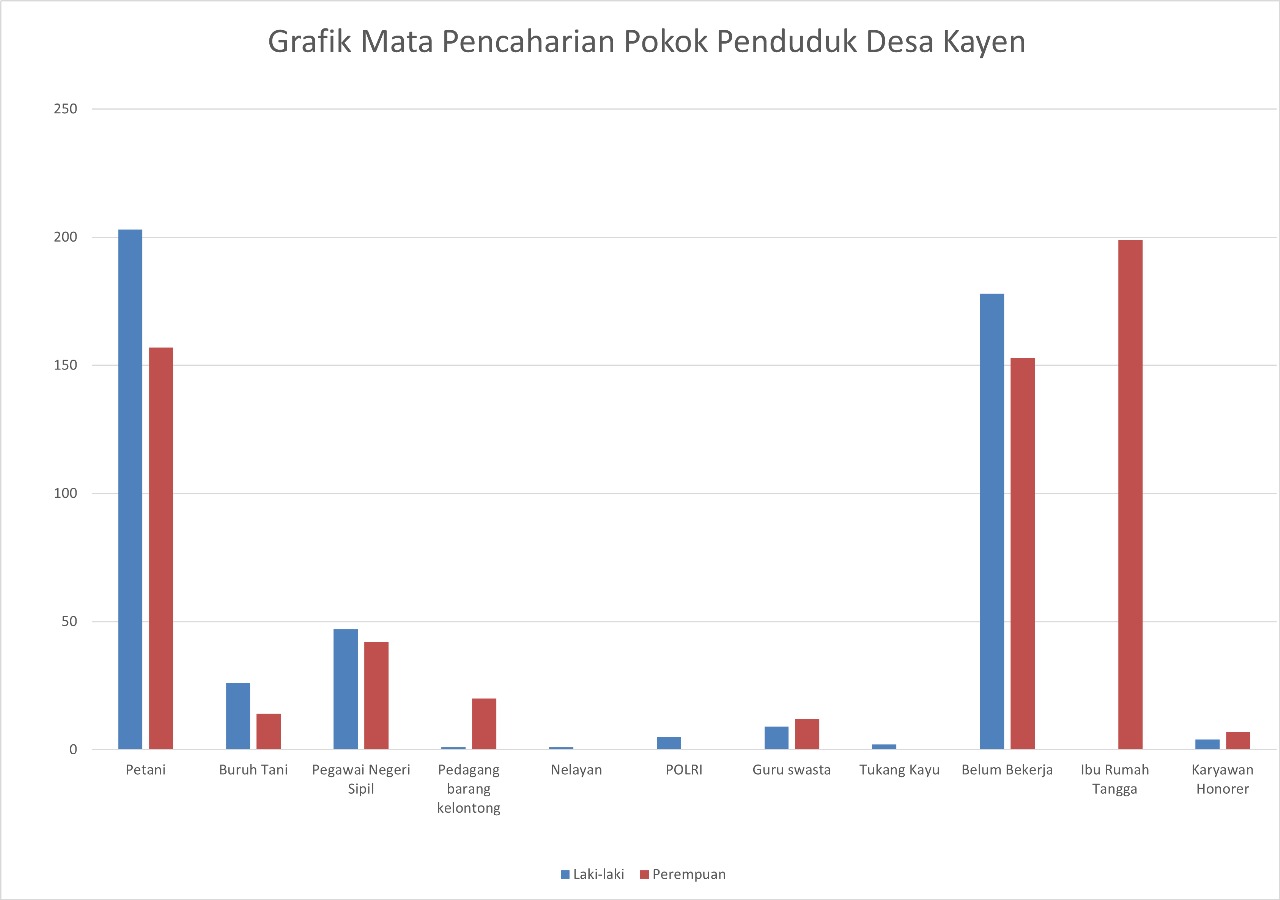 Grafik Mata Pencaharian Pokok Penduduk Desa Kayen
250
200
150
100
50
0
Petani
Buruh Tani
Pegawai Negeri
Sipil
Pedagang
barang
kelontong
Nelayan
POLRI
Guru swasta
Tukang Kayu
Belum Bekerja
Ibu Rumah
Tangga
Karyawan
Honorer
Laki-laki
Perempuan